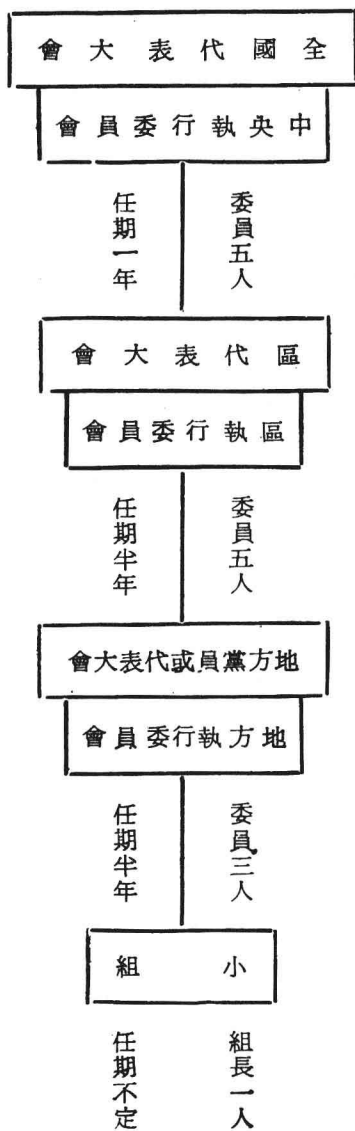 全國代表大會
中央執行委員會
委員五人
任期一年
區代表大會
區執行委員會
委員五人
任期半年
地方黨員或代表大會
地方執行委員會
委員三人
任期半年
小組
組長一人
任期不定